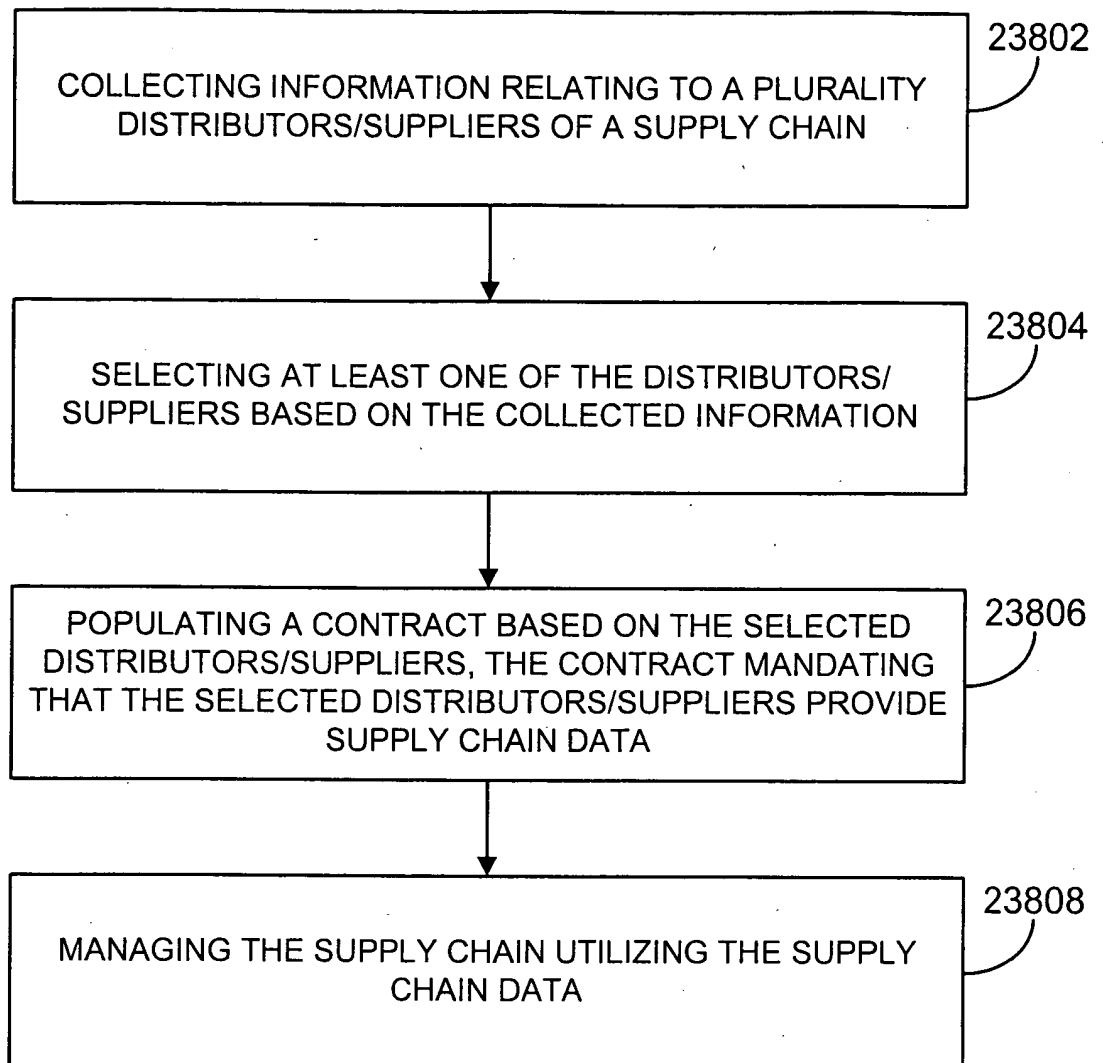 23802
COLLECTING INFORMATION RELATING TO A PLURALITY
DISTRIBUTORS/SUPPLIERS OF A SUPPLY CHAIN
23804
SELECTING AT LEAST ONE OF THE DISTRIBUTORS/
SUPPLIERS BASED ON THE COLLECTED INFORMATION
23806
POPULATING A CONTRACT BASED ON THE SELECTED
DISTRIBUTORS/SUPPLIERS, THE CONTRACT MANDATING
THAT THE SELECTED DISTRIBUTORS/SUPPLIERS PROVIDE
SUPPLY CHAIN DATA
23808
MANAGING THE SUPPLY CHAIN UTILIZING THE SUPPLY
CHAIN DATA